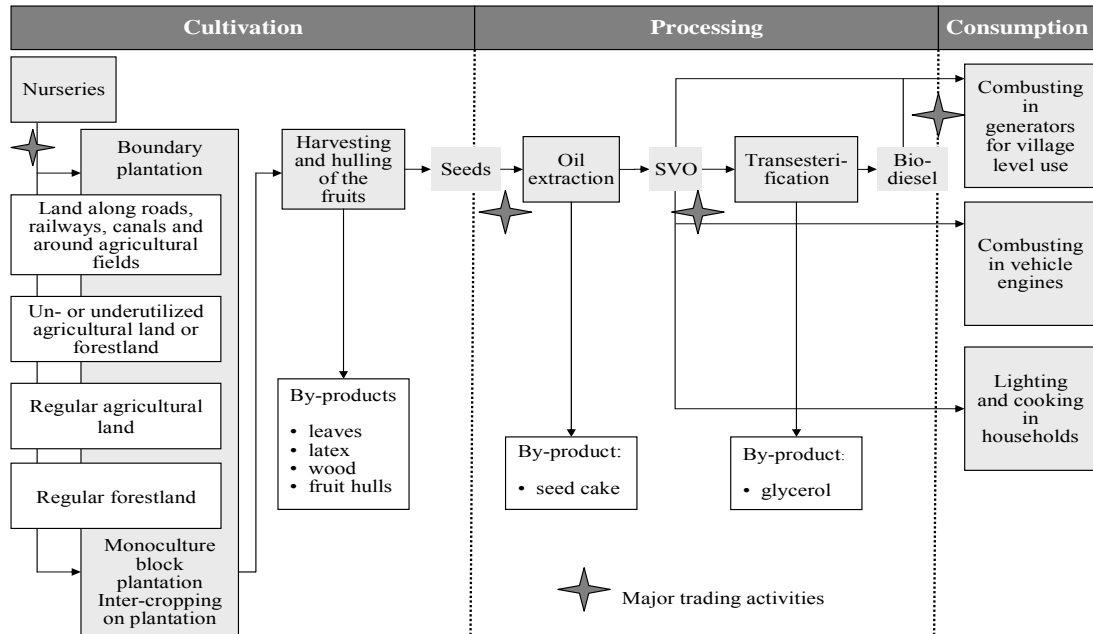 Cultivation
Processing
Consumption
Nurseries
Boundary
plantation
Land along roads,
railways, canals and
around agricultural
fields
Un- or underutilized
agricultural land or
forestland
Regular agricultural
land
Regular forestland
Monoculture
block
plantation
Inter-cropping
on plantation
Harvesting
and hulling
of the
fruits
By-products
• leaves
• latex
• wood
• fruit hulls
Seeds
Oil
extraction
By-product:
• seed cake
SVO
Transesteri-
fication
By-product:
• glycerol
Bio-
diesel
Combusting
in
generators
for village
level use
Combusting
in vehicle
engines
Lighting
and cooking
in
households
Major trading activities